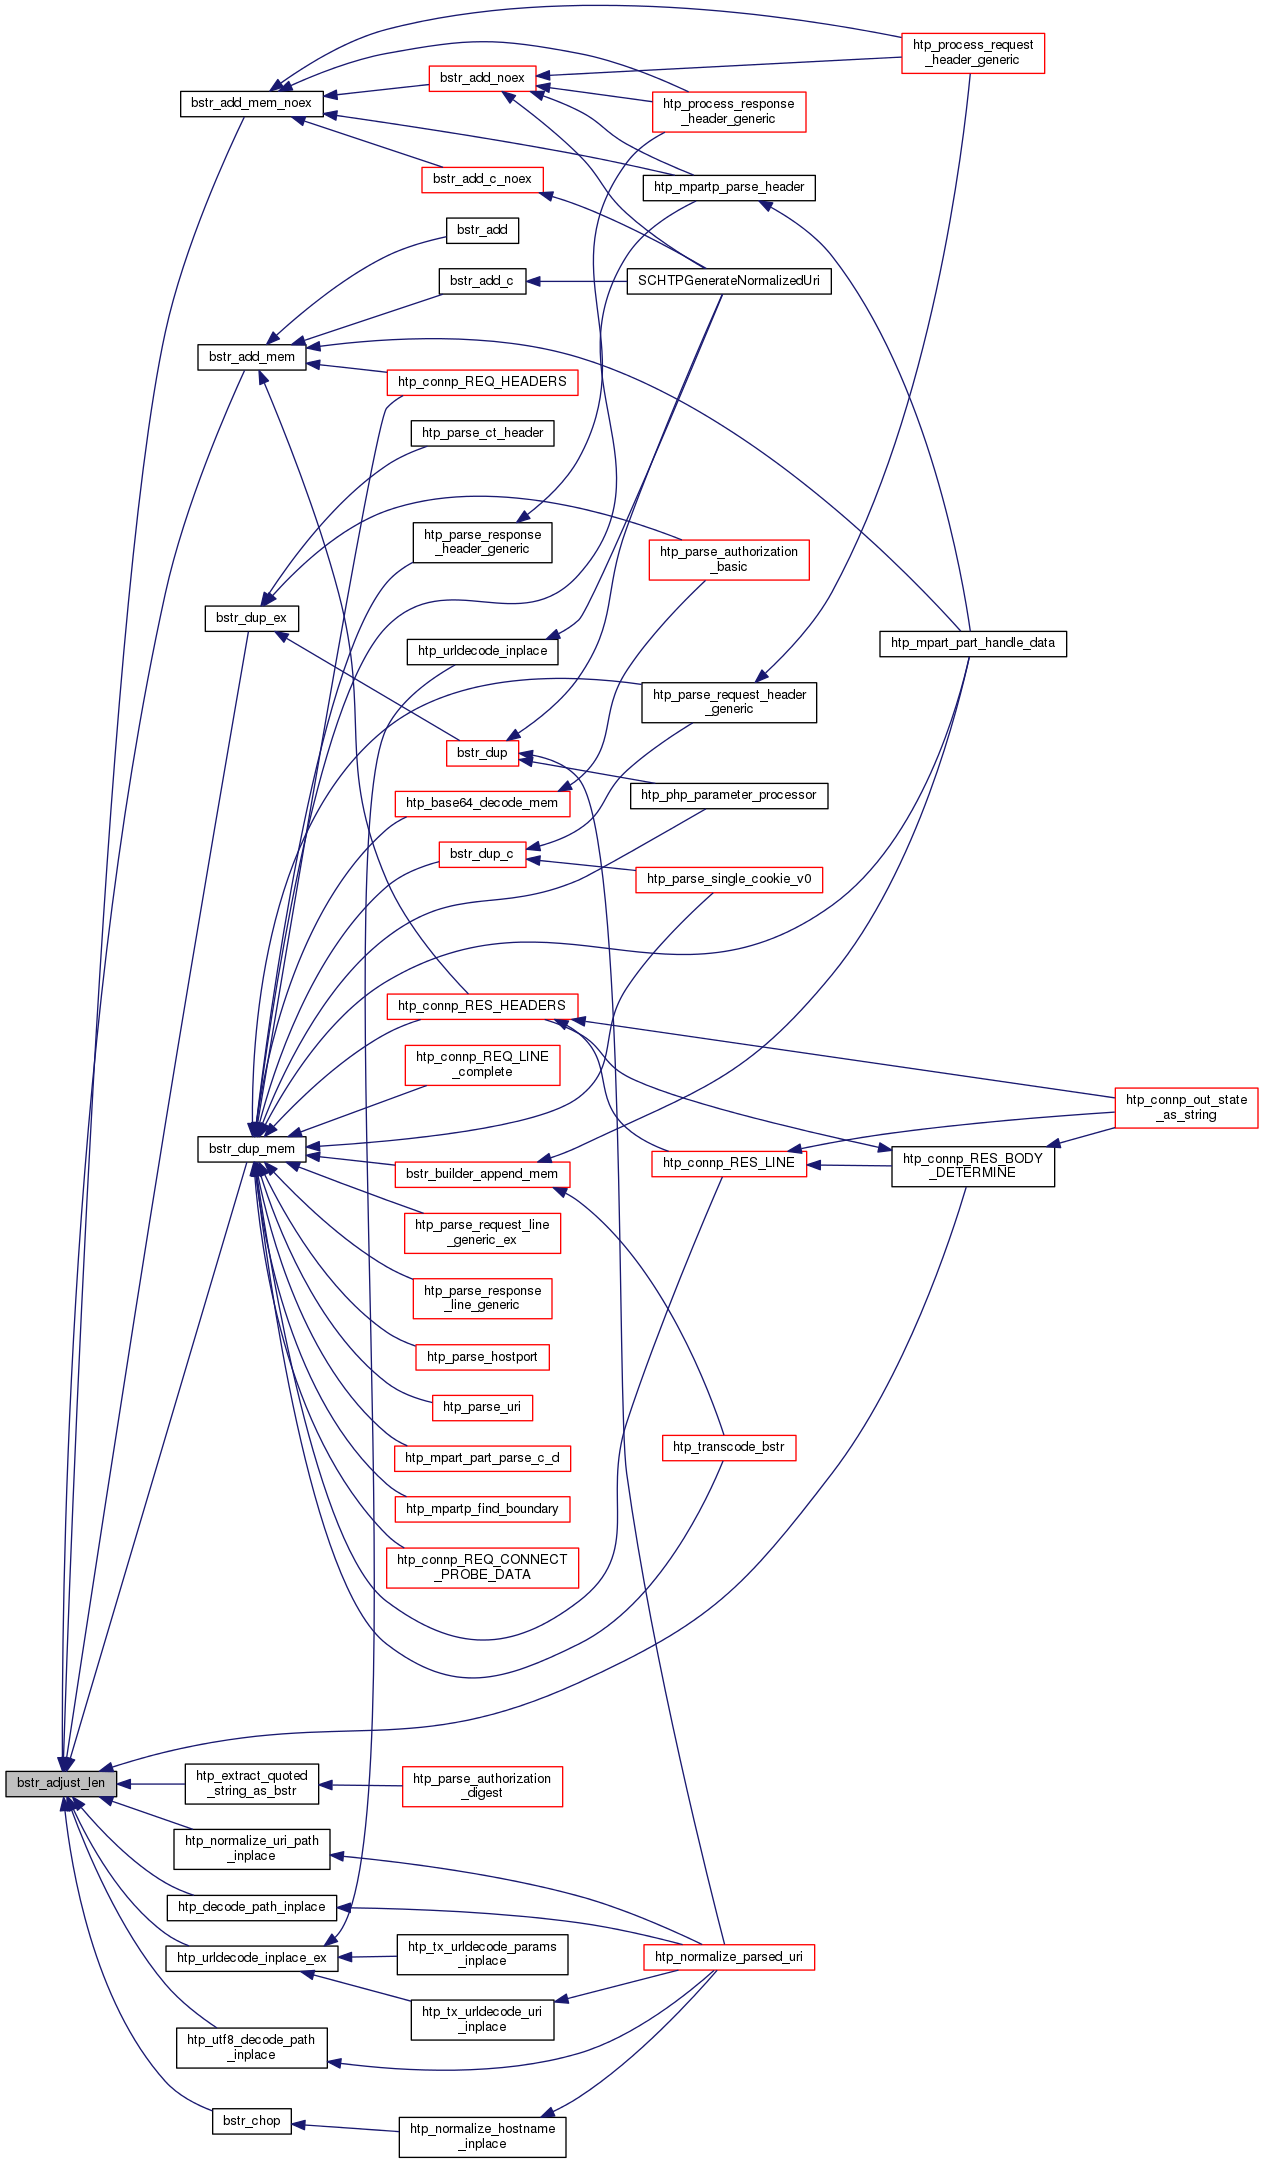 htp_process_request
_header_generic
bstr_add_noex
bstr_add_mem_noex
htp_process_response
_header_generic
bstr_add_c_noex
htp_mpartp_parse_header
bstr_add
bstr_add_c
SCHTPGenerateNormalizedUri
bstr_add_mem
htp_connp_REQ_HEADERS
htp_parse_ct_header
htp_parse_response
_header_generic
htp_parse_authorization
_basic
bstr_dup_ex
htp_urldecode_inplace
htp_mpart_part_handle_data
htp_parse_request_header
_generic
bstr_dup
htp_base64_decode_mem
htp_php_parameter_processor
bstr_dup_c
htp_parse_single_cookie_v0
htp_connp_RES_HEADERS
htp_connp_REQ_LINE
_complete
htp_connp_out_state
_as_string
bstr_dup_mem
bstr_builder_append_mem
htp_connp_RES_LINE
htp_connp_RES_BODY
_DETERMINE
htp_parse_request_line
_generic_ex
htp_parse_response
_line_generic
htp_parse_hostport
htp_parse_uri
htp_mpart_part_parse_c_d
htp_transcode_bstr
htp_mpartp_find_boundary
htp_connp_REQ_CONNECT
_PROBE_DATA
bstr_adjust_len
htp_extract_quoted
_string_as_bstr
htp_parse_authorization
_digest
htp_normalize_uri_path
_inplace
htp_decode_path_inplace
htp_urldecode_inplace_ex
htp_tx_urldecode_params
_inplace
htp_normalize_parsed_uri
htp_tx_urldecode_uri
_inplace
htp_utf8_decode_path
_inplace
bstr_chop
htp_normalize_hostname
_inplace